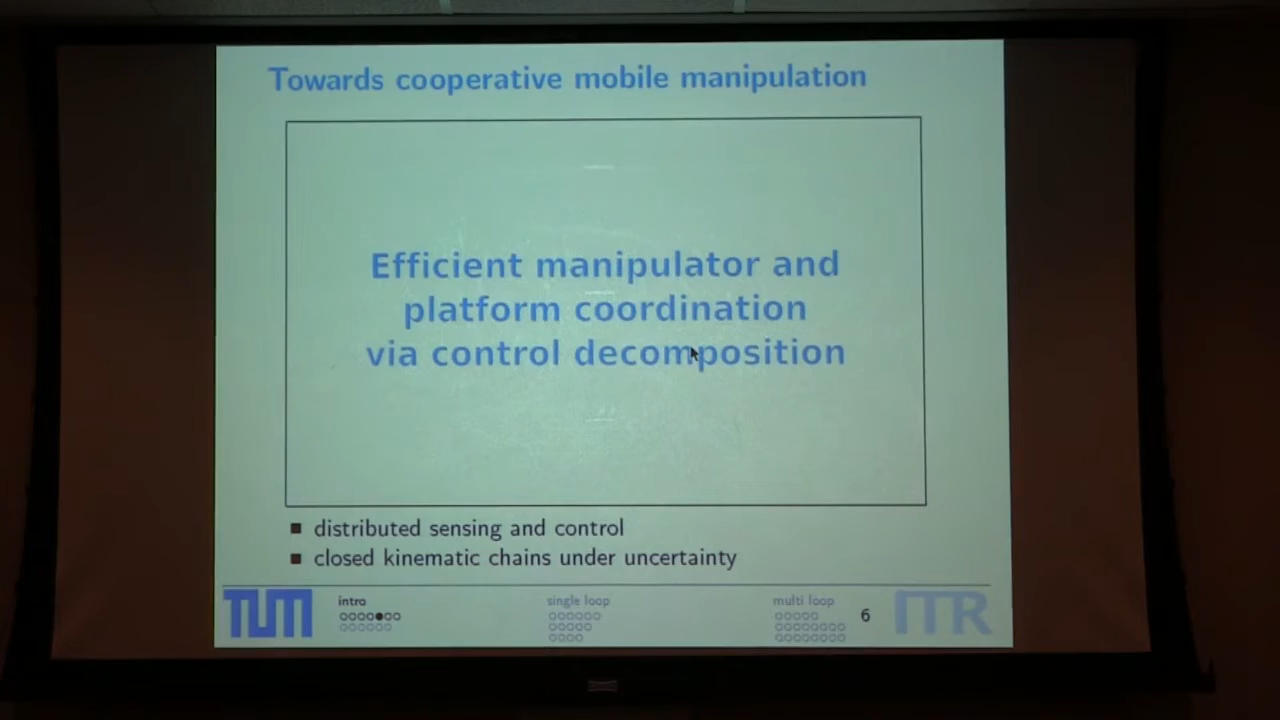 Towards cooperative mobile manipulation
Efficient manipulator and
platform coordination
via control decomposition
distributed sensing and control
closed kinematic chains under uncertainty
TUM
intro
single loop
multi loop
6
ITR